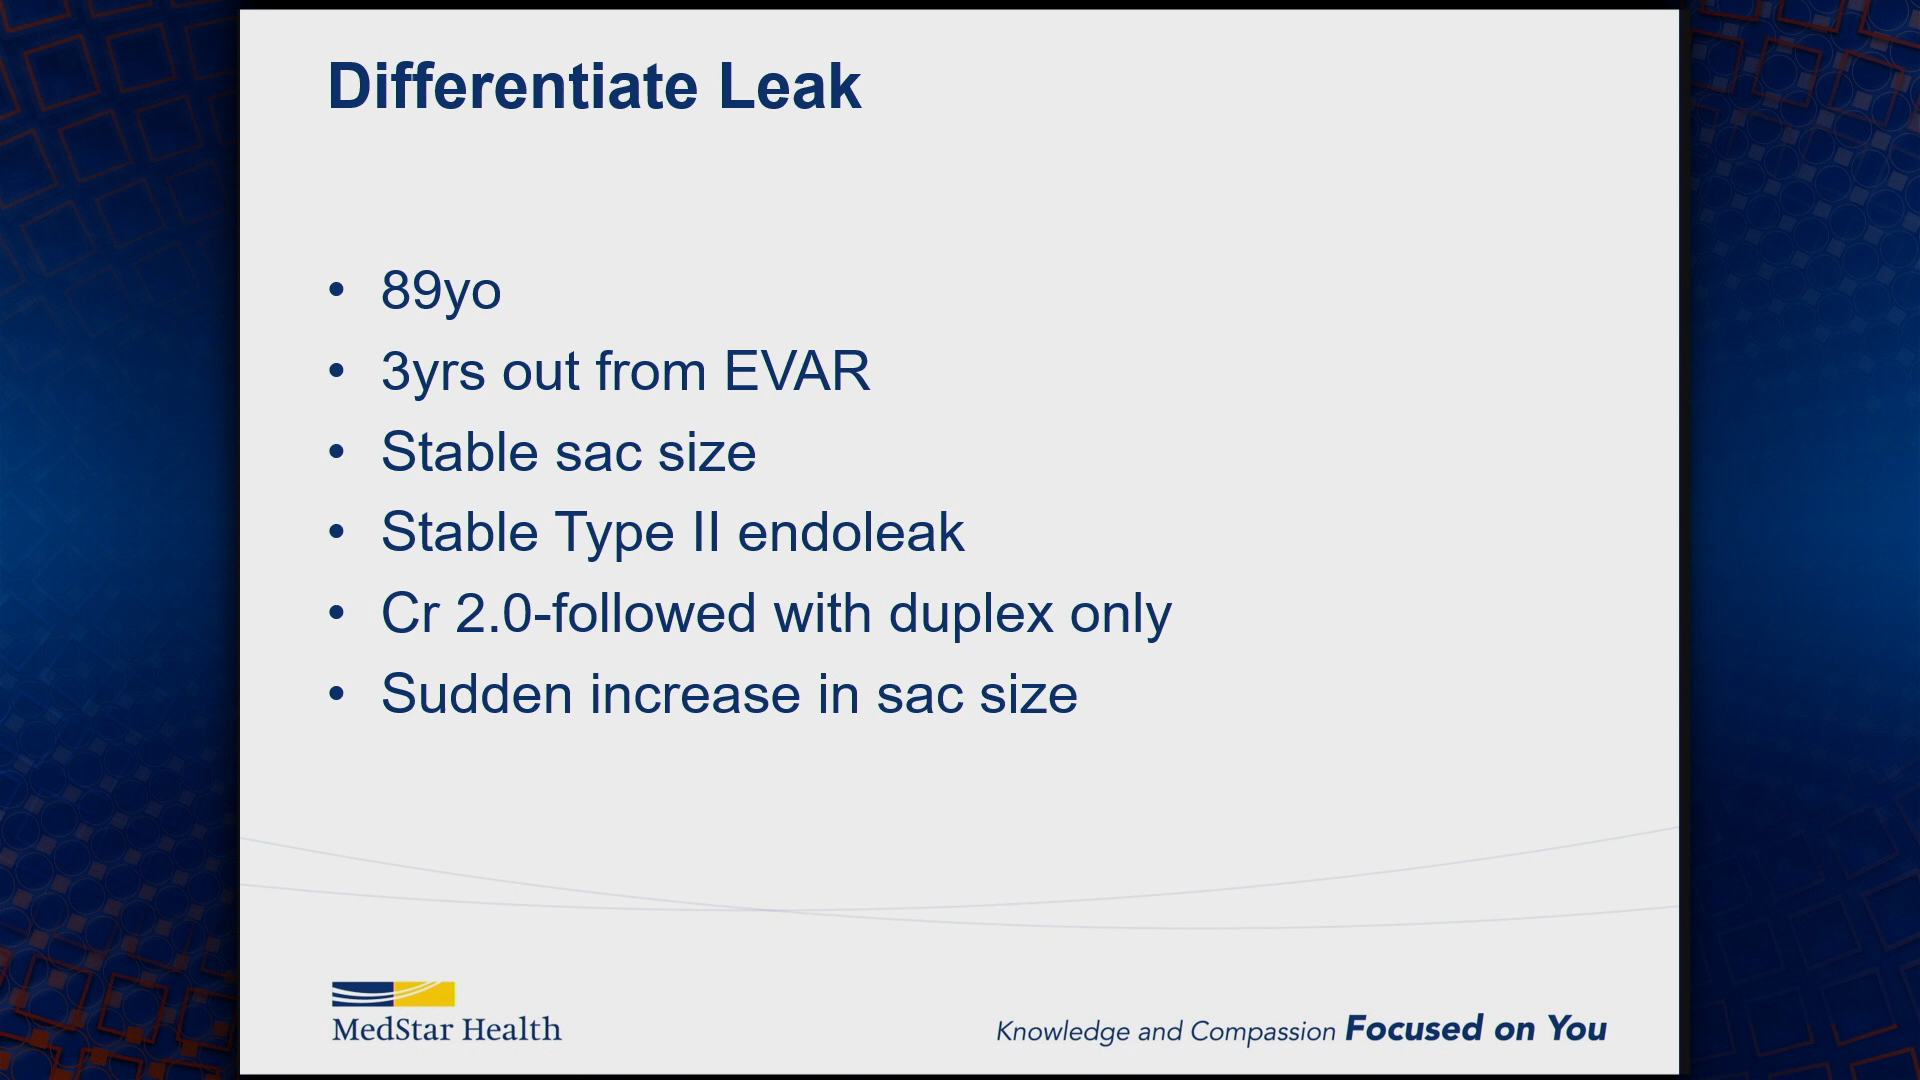 Differentiate Leak
• 89yo
• 3yrs out from EVAR
• Stable sac size
• Stable Type II endoleak
• Cr 2.0-followed with duplex only
• Sudden increase in sac size
MedStar Health
Knowledge and Compassion Focused on You